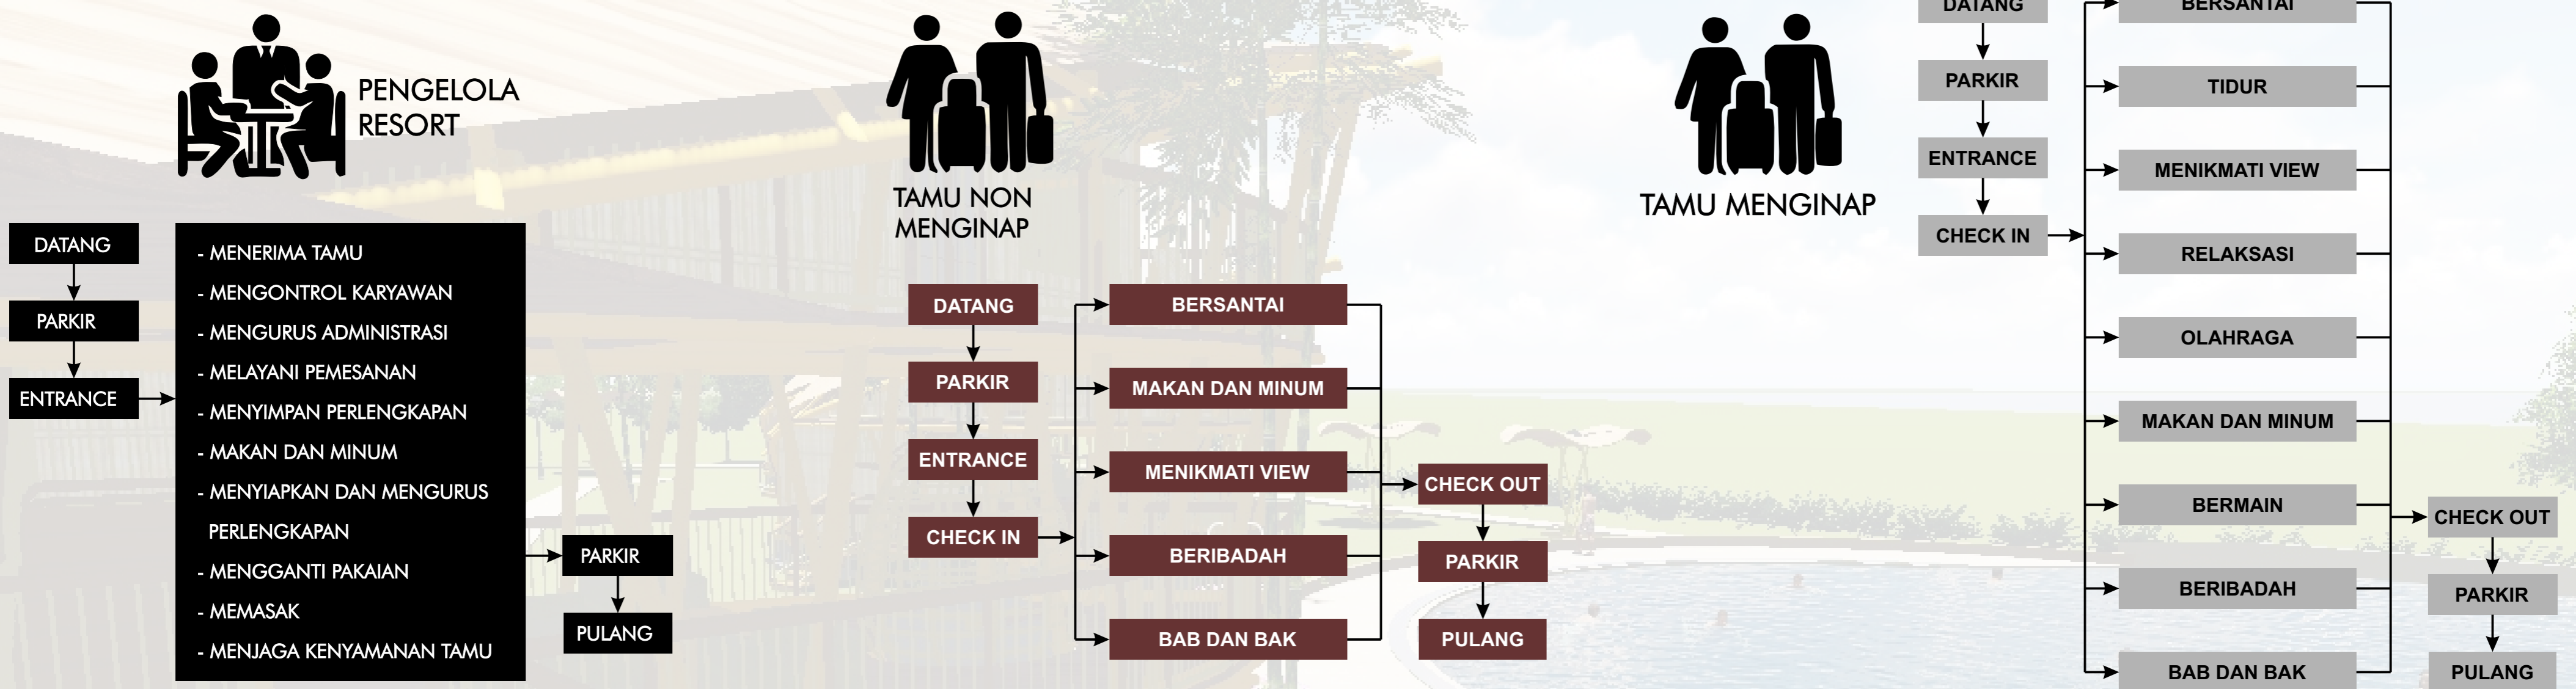 PENGELOLA
RESORT
DATANG
PARKIR
ENTRANCE
- MENERIMA TAMU
- MENGONTROL KARYAWAN
- MENGURUS ADMINISTRASI
- MELAYANI PEMESANAN
- MENYIMPAN PERLENGKAPAN
- MAKAN DAN MINUM
- MENYIAPKAN DAN MENGURUS
PERLENGKAPAN
- MENGGANTI PAKAIAN
- MEMASAK
- MENJAGA KENYAMANAN TAMU
PARKIR
PULANG
TAMU NON
MENGINAP
DATANG
PARKIR
ENTRANCE
CHECK IN
BERSANTAI
MAKAN DAN MINUM
MENIKMATI VIEW
BERIBADAH
BAB DAN BAK
CHECK OUT
PARKIR
PULANG
TAMU MENGINAP
DATANG
PARKIR
ENTRANCE
CHECK IN
BERSANTAI
TIDUR
MENIKMATI VIEW
RELAKSASI
OLAHRAGA
MAKAN DAN MINUM
BERMAIN
BERIBADAH
BAB DAN BAK
CHECK OUT
PARKIR
PULANG